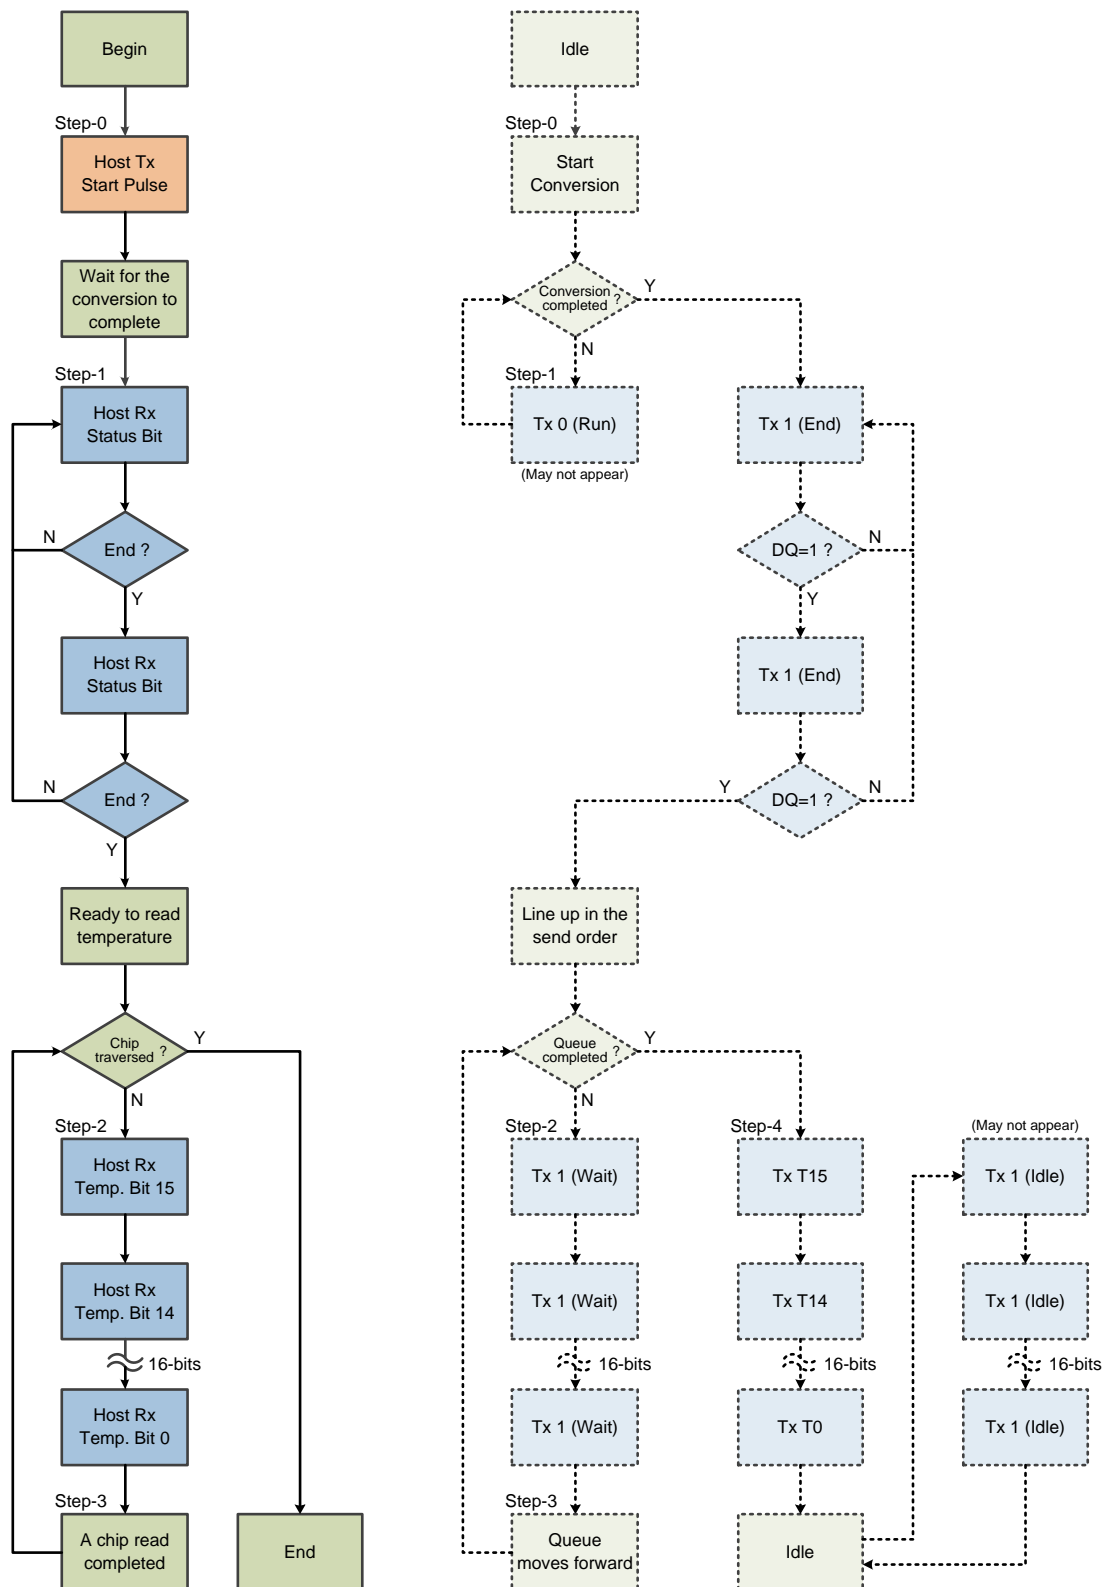 Begin
Step-0
Host Tx
Start Pulse
Wait for the
conversion to
complete
Step-1
Host Rx
Status Bit
N
End ?
Y
Host Rx
Status Bit
N
End ?
Y
Ready to read
temperature
Chip
traversed ?
Y
N
Step-2
Host Rx
Temp. Bit 15
Host Rx
Temp. Bit 14
16-bits
Host Rx
Temp. Bit 0
Step-3
A chip read
completed
End
Idle
Step-0
Start
Conversion
Conversion
completed ?
Y
N
Step-1
Tx 0 (Run)
(May not appear)
Tx 1 (End)
DQ=1 ?
N
Y
Tx 1 (End)
Y
DQ=1 ?
N
Line up in the
send order
Queue
completed ?
Y
N
Step-2
Tx 1 (Wait)
Tx 1 (Wait)
16-bits
Tx 1 (Wait)
Step-3
Queue
moves forward
Step-4
Tx T15
Tx T14
16-bits
Tx T0
Idle
(May not appear)
Tx 1 (Idle)
Tx 1 (Idle)
16-bits
Tx 1 (Idle)